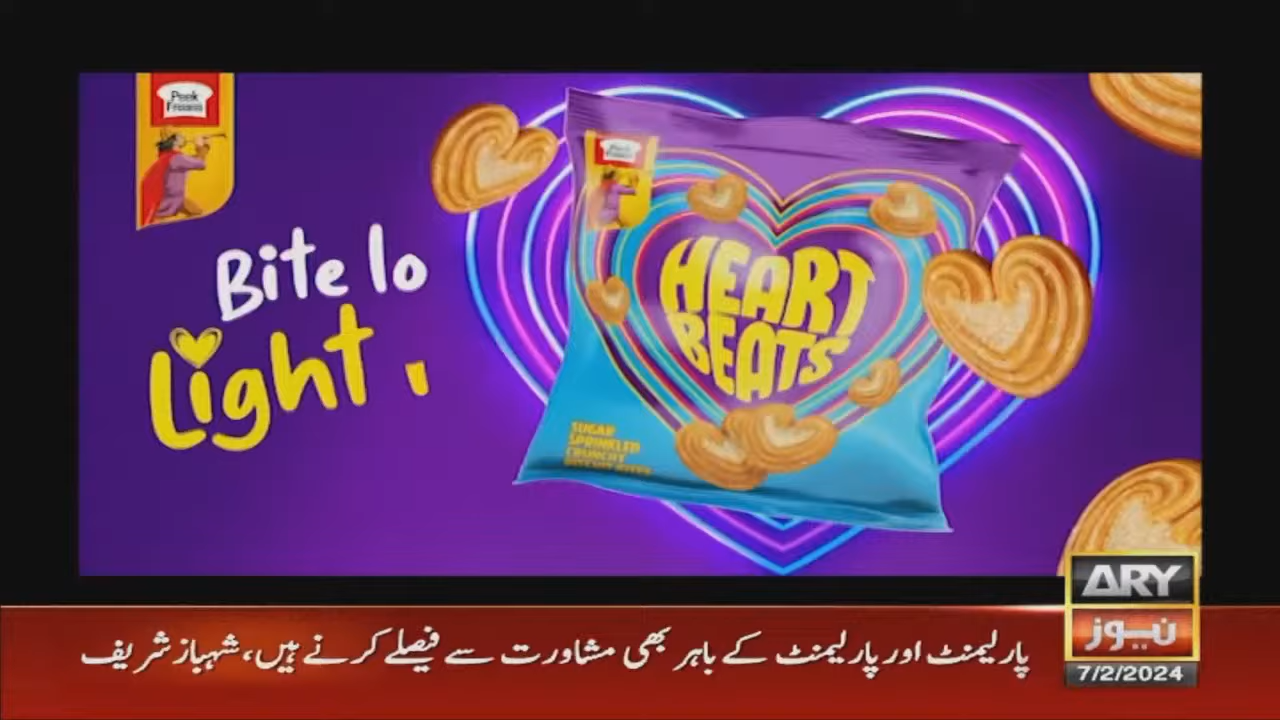 Peek Freans
Bite lo
Light
Peek Freans
HEART
BEATS
SUGAR
SPRINKLED
CRUNCHY
پارلیمنٹ اور پارلیمنٹ کے باہر بھی مشاورت سے فیصلے کرنے ہیں، شہباز شریف
ARY
نیوز
7/2/2024